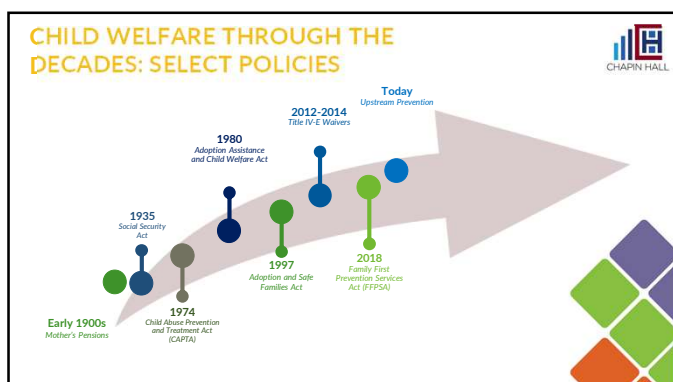 CHILD WELFARE THROUGH THE
DECADES: SELECT POLICIES
CHAPIN HALL
Early 1900s
Mother's Pensions
1935
Social Security
Act
1974
Child Abuse Prevention
and Treatment Act
(CAPTA)
1980
Adoption Assistance
and Child Welfare Act
1997
Adoption and Safe
Families Act
2012-2014
Title IV-E Waivers
2018
Family First
Prevention Services
Act (FFPSA)
Today
Upstream Prevention